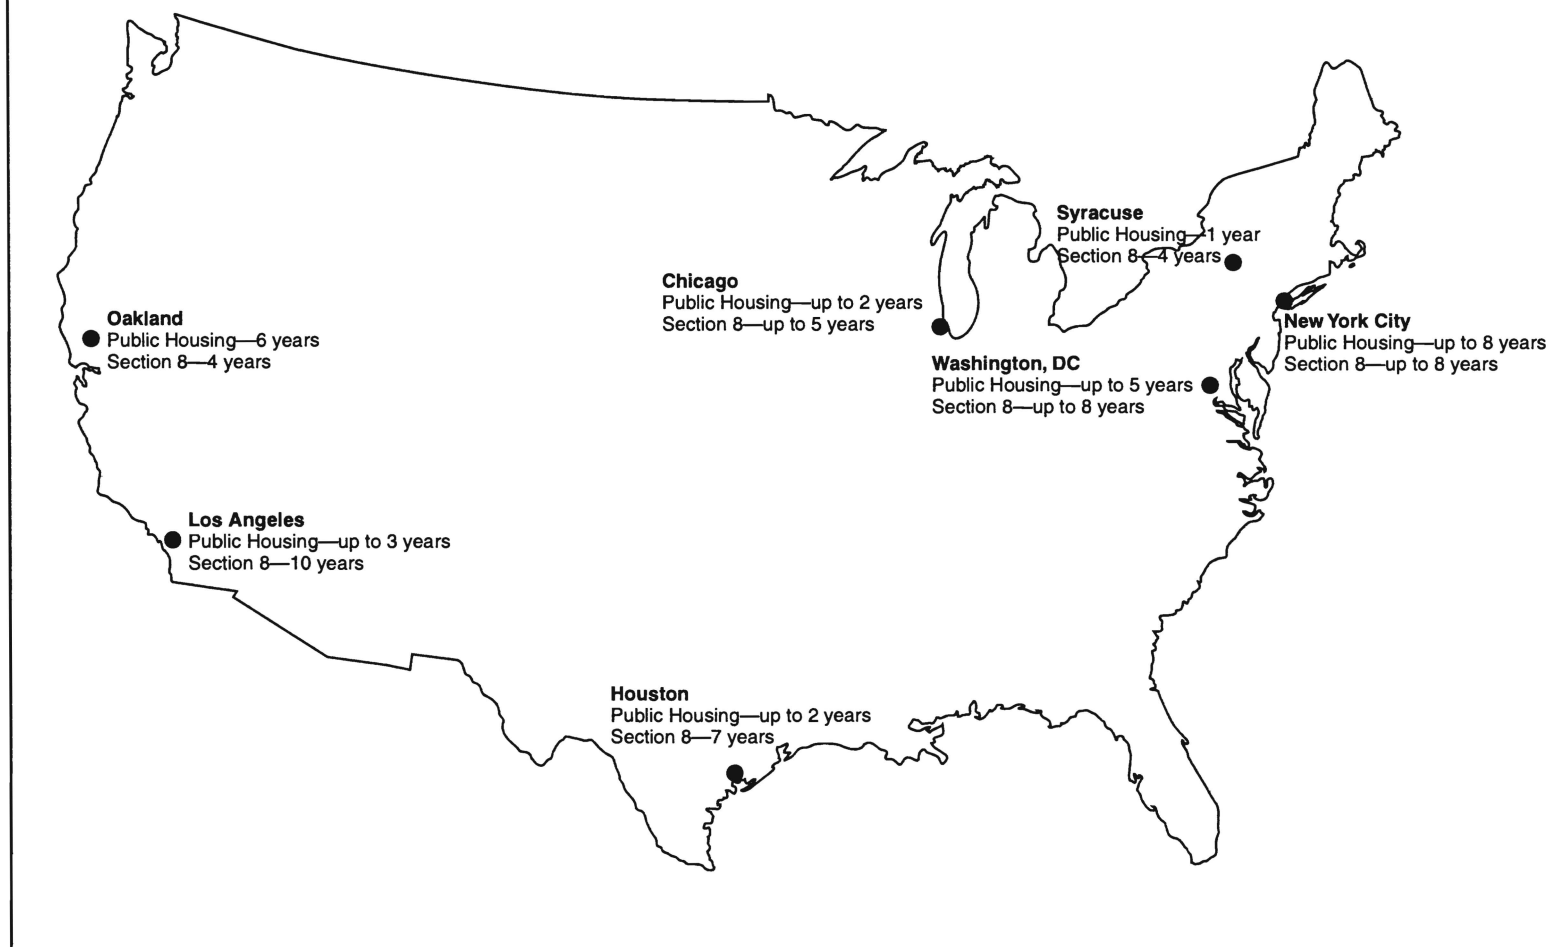 Syracuse
Public Housing—1 year
Section 8—4 years
Chicago
Public Housing—up to 2 years
Section 8—up to 5 years
Oakland
Public Housing—6 years
Section 8—4 years
New York City
Public Housing—up to 8 years
Section 8—up to 8 years
Washington, DC
Public Housing—up to 5 years
Section 8—up to 8 years
Los Angeles
Public Housing—up to 3 years
Section 8—10 years
Houston
Public Housing—up to 2 years
Section 8—7 years